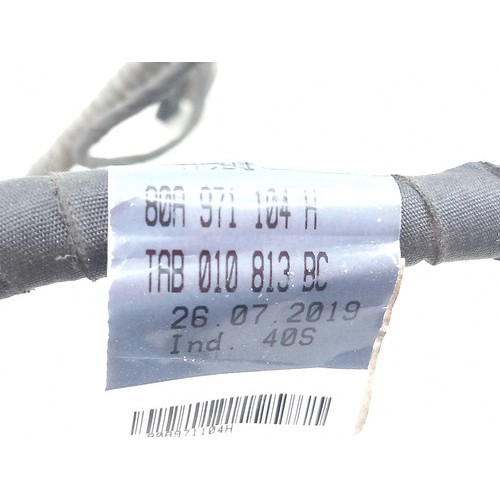 80A 971 104 H
TAB 010 813 BC
26.07.2019
Ind. 40S
80A971104H